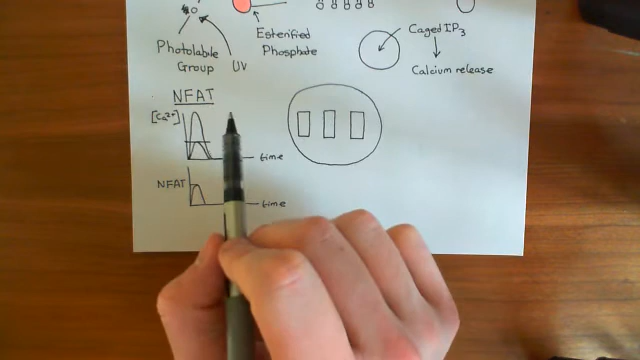 Esterified
Phosphate
Photolabile
Group
UV
Caged IP3
Calcium release
NFAT
[Ca2+]
time
NFAT
time